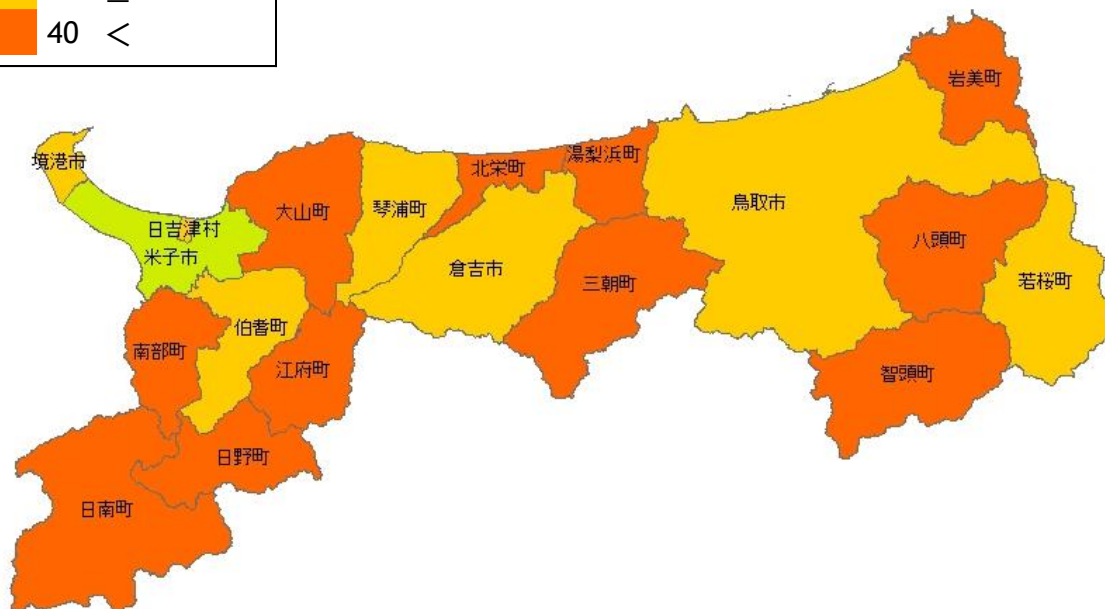 40 <
岩美町
境港市
湯梨浜町
北栄町
大山町
琴浦町
鳥取市
日吉津村
八頭町
米子市
倉吉市
三朝町
若桜町
伯耆町
南部町
江府町
智頭町
日野町
日南町